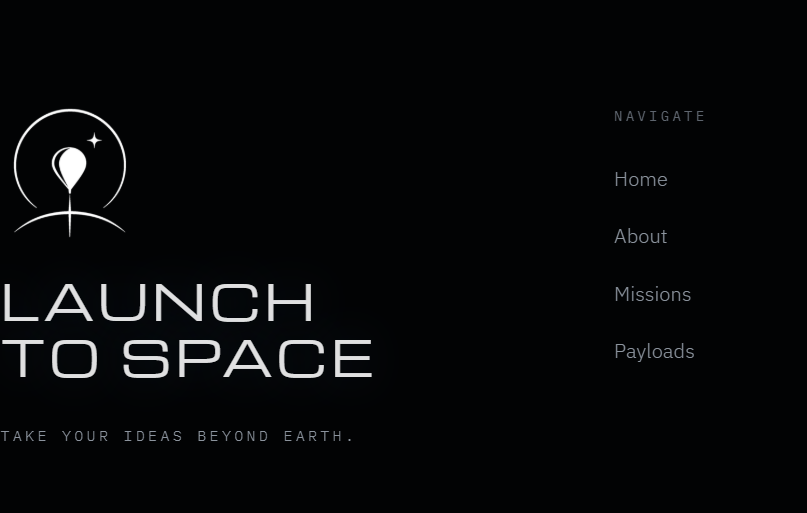 LAUNCH
TO SPACE
TAKE YOUR IDEAS BEYOND EARTH.
NAVIGATE
Home
About
Missions
Payloads